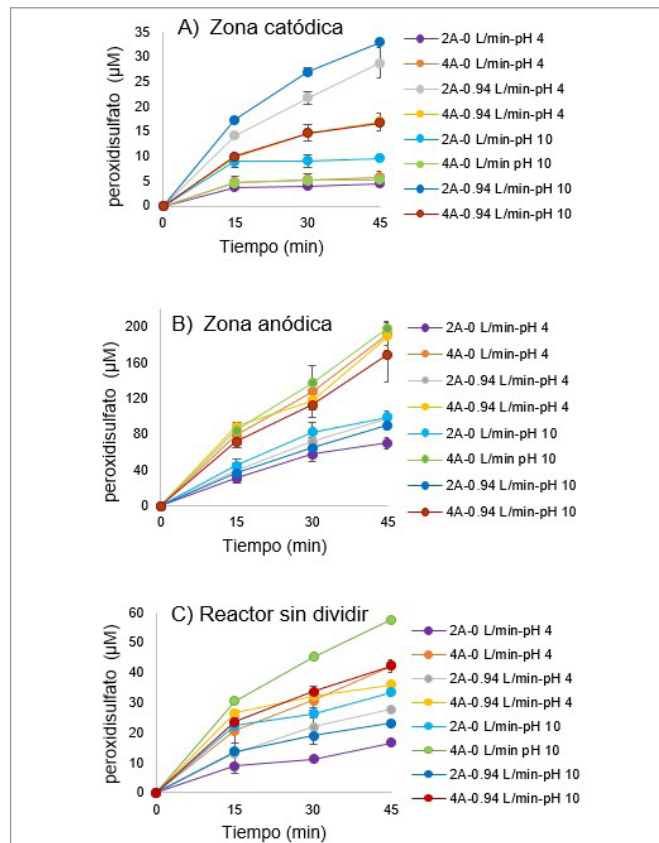 A) Zona catódica
35
30
25
20
15
10
5
0
peroxidisulfato (µM)
0 15 30 45
Tiempo (min)
2A-0 L/min-pH 4
4A-0 L/min-pH 4
2A-0.94 L/min-pH 4
4A-0.94 L/min-pH 4
2A-0 L/min-pH 10
4A-0 L/min pH 10
2A-0.94 L/min-pH 10
4A-0.94 L/min-pH 10
B) Zona anódica
200
160
120
80
40
0
peroxidisulfato (µM)
0 15 30 45
Tiempo (min)
2A-0 L/min-pH 4
4A-0 L/min-pH 4
2A-0.94 L/min-pH 4
4A-0.94 L/min-pH 4
2A-0 L/min-pH 10
4A-0 L/min pH 10
2A-0.94 L/min-pH 10
4A-0.94 L/min-pH 10
C) Reactor sin dividir
60
50
40
30
20
10
0
peroxidisulfato (µM)
0 15 30 45
Tiempo (min)
2A-0 L/min-pH 4
4A-0 L/min-pH 4
2A-0.94 L/min-pH 4
4A-0.94 L/min-pH 4
2A-0 L/min-pH 10
4A-0 L/min pH 10
2A-0.94 L/min-pH 10
4A-0.94 L/min-pH 10